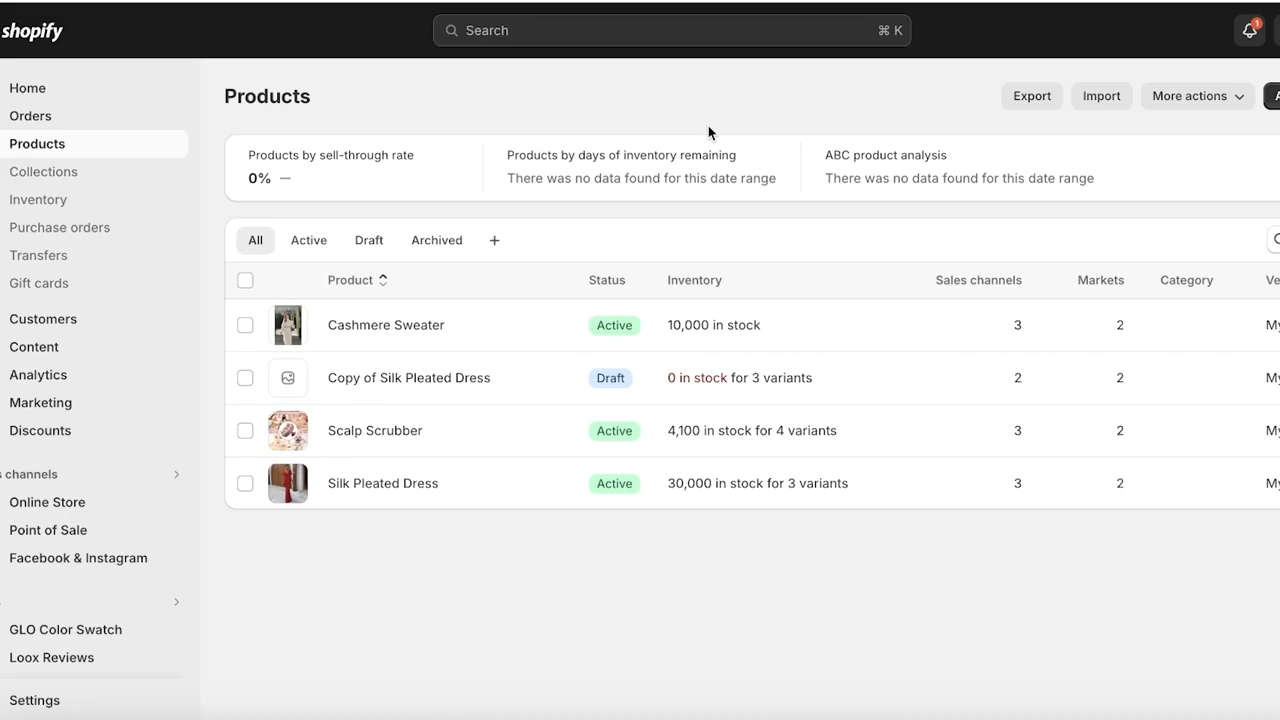 shopify
Search
⌘ K
1
Home
Orders
Products
Collections
Inventory
Purchase orders
Transfers
Gift cards
Customers
Content
Analytics
Marketing
Discounts
s channels
Online Store
Point of Sale
Facebook & Instagram
GLO Color Swatch
Loox Reviews
Settings
Products
Export
Import
More actions
Products by sell-through rate
0% —
Products by days of inventory remaining
There was no data found for this date range
ABC product analysis
There was no data found for this date range
All Active Draft Archived +
Product Status Inventory Sales channels Markets Category Ve
Cashmere Sweater Active 10,000 in stock 3 2 My
Copy of Silk Pleated Dress Draft 0 in stock for 3 variants 2 2 My
Scalp Scrubber Active 4,100 in stock for 4 variants 3 2 My
Silk Pleated Dress Active 30,000 in stock for 3 variants 3 2 My